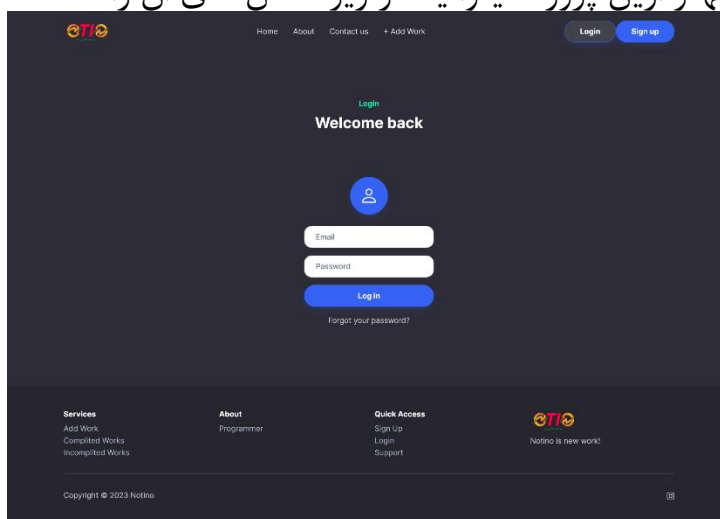 Home About Contact us + Add Work Login Sign up
Login
Welcome back
Email
Password
Log in
Forgot your password?
Services About Quick Access
Add Work Programmer Sign Up
Complited Works Login Notino is new work!
Incomplited Works Support
Copyright © 2023 Notino